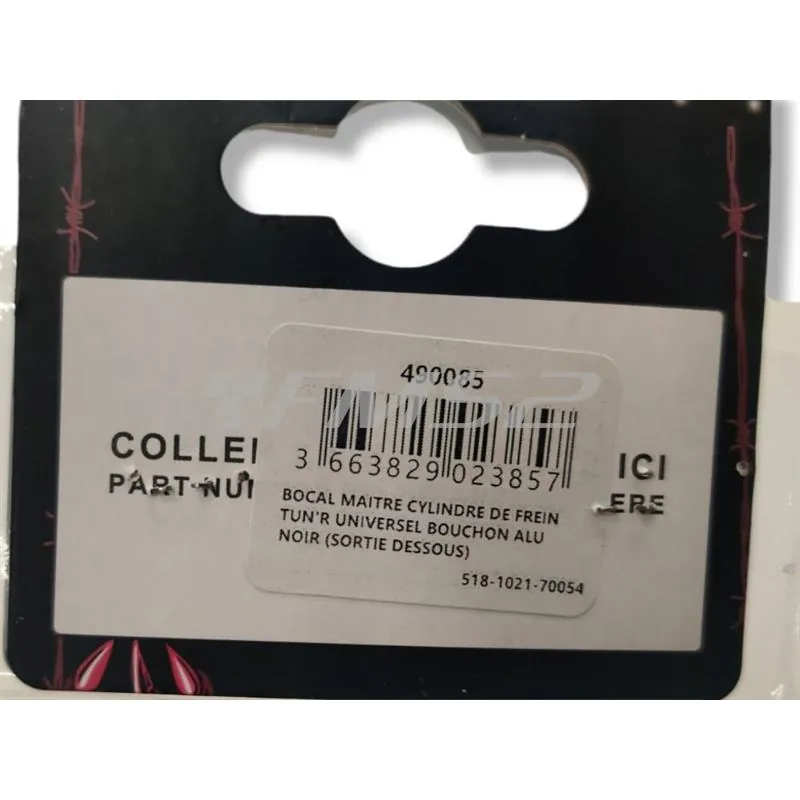 490085
FM52
COLLE ICI
PART NU ERE
3 663829 023857
BOCAL MAITRE CYLINDRE DE FREIN
TUN'R UNIVERSEL BOUCHON ALU
NOIR (SORTIE DESSOUS)
518-1021-70054